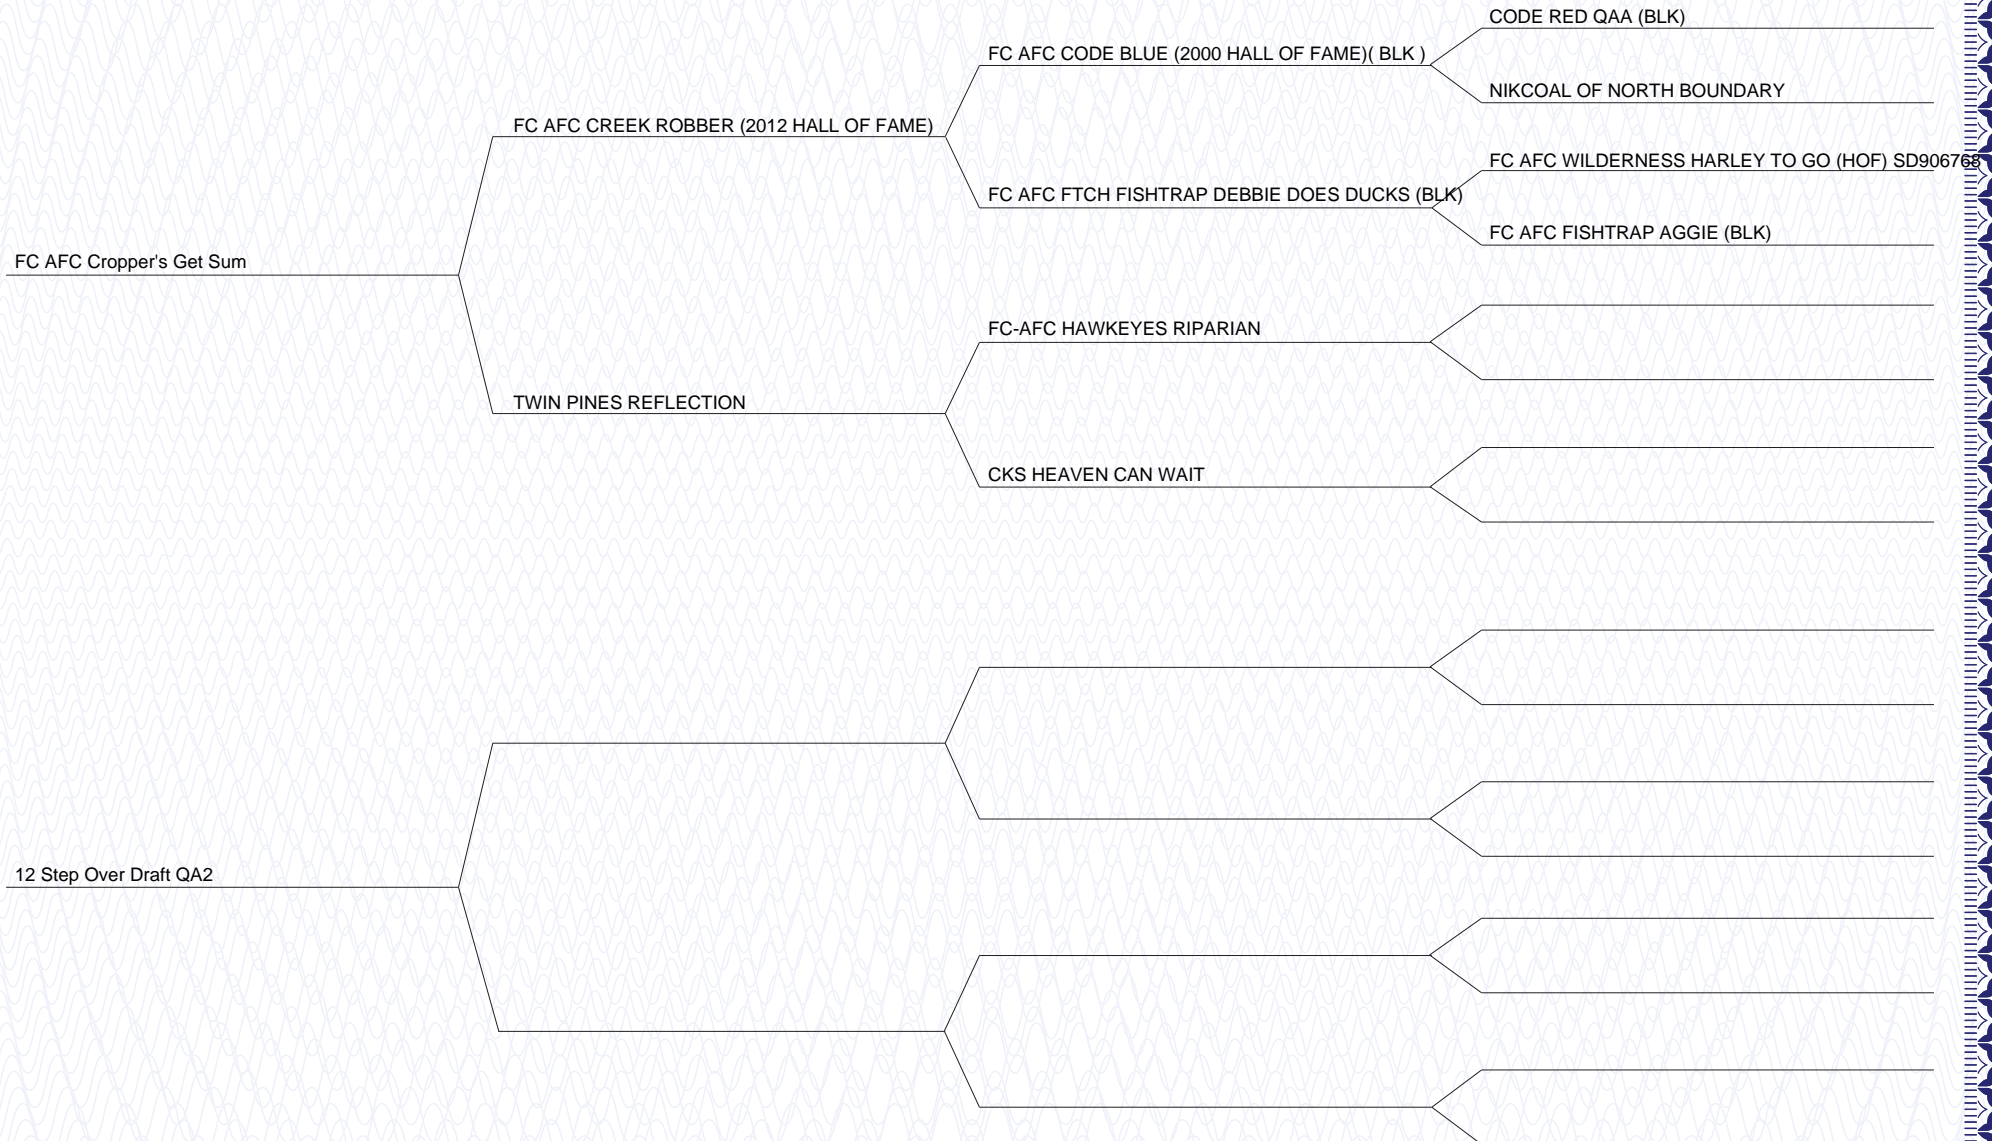 CODE RED QAA (BLK)
FC AFC CODE BLUE (2000 HALL OF FAME)( BLK )
NIKCOAL OF NORTH BOUNDARY
FC AFC CREEK ROBBER (2012 HALL OF FAME)
FC AFC WILDERNESS HARLEY TO GO (HOF) SD906768
FC AFC FTCH FISHTRAP DEBBIE DOES DUCKS (BLK)
FC AFC FISHTRAP AGGIE (BLK)
FC AFC Cropper's Get Sum
FC-AFC HAWKEYES RIPARIAN
TWIN PINES REFLECTION
CKS HEAVEN CAN WAIT
12 Step Over Draft QA2